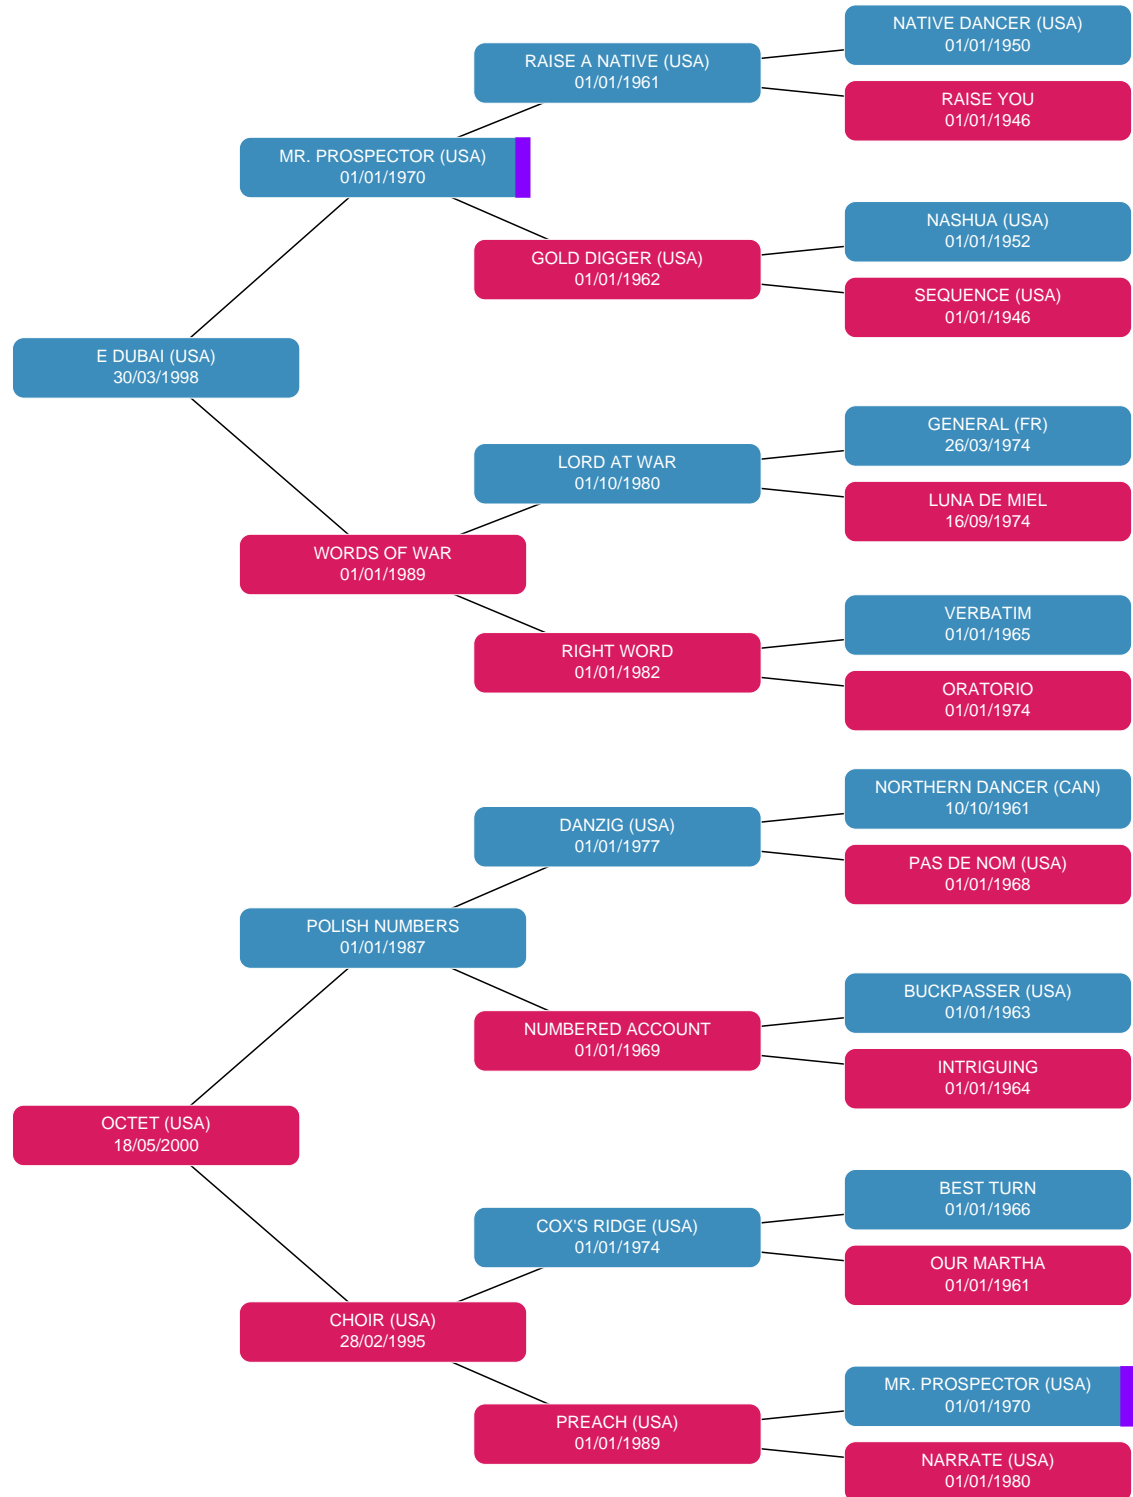 NATIVE DANCER (USA)
01/01/1950
RAISE A NATIVE (USA)
01/01/1961
RAISE YOU
01/01/1946
MR. PROSPECTOR (USA)
01/01/1970
NASHUA (USA)
01/01/1952
GOLD DIGGER (USA)
01/01/1962
SEQUENCE (USA)
01/01/1946
E DUBAI (USA)
30/03/1998
GENERAL (FR)
26/03/1974
LORD AT WAR
01/10/1980
LUNA DE MIEL
16/09/1974
WORDS OF WAR
01/01/1989
VERBATIM
01/01/1965
RIGHT WORD
01/01/1982
ORATORIO
01/01/1974
NORTHERN DANCER (CAN)
10/10/1961
DANZIG (USA)
01/01/1977
PAS DE NOM (USA)
01/01/1968
POLISH NUMBERS
01/01/1987
BUCKPASSER (USA)
01/01/1963
NUMBERED ACCOUNT
01/01/1969
INTRIGUING
01/01/1964
OCTET (USA)
18/05/2000
BEST TURN
01/01/1966
COX'S RIDGE (USA)
01/01/1974
OUR MARTHA
01/01/1961
CHOIR (USA)
28/02/1995
MR. PROSPECTOR (USA)
01/01/1970
PREACH (USA)
01/01/1989
NARRATE (USA)
01/01/1980